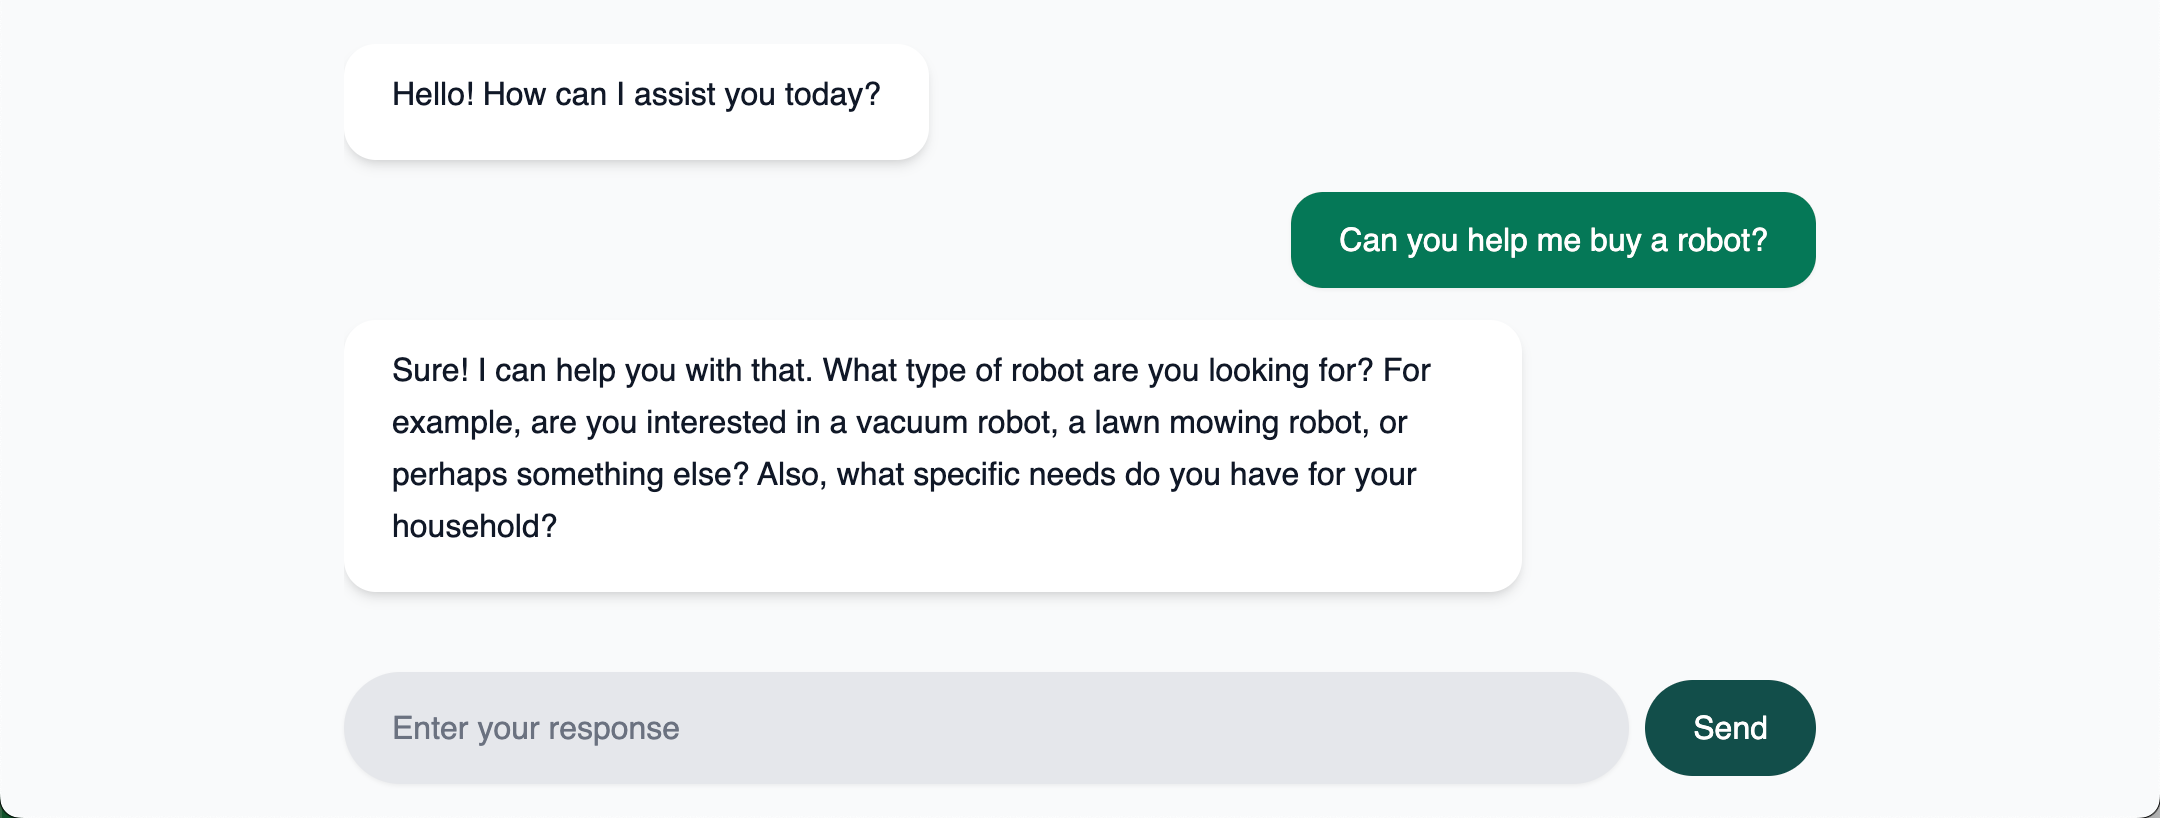 Hello! How can I assist you today?
Can you help me buy a robot?
Sure! I can help you with that. What type of robot are you looking for? For
example, are you interested in a vacuum robot, a lawn mowing robot, or
perhaps something else? Also, what specific needs do you have for your
household?
Enter your response
Send